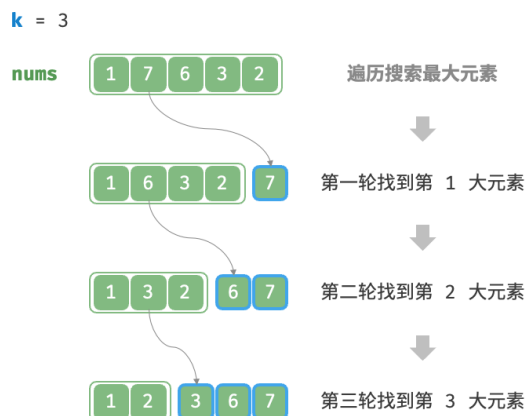 k = 3
nums 1 7 6 3 2 遍历搜索最大元素
1 6 3 2 7 第一轮找到第 1 大元素
1 3 2 6 7 第二轮找到第 2 大元素
1 2 3 6 7 第三轮找到第 3 大元素